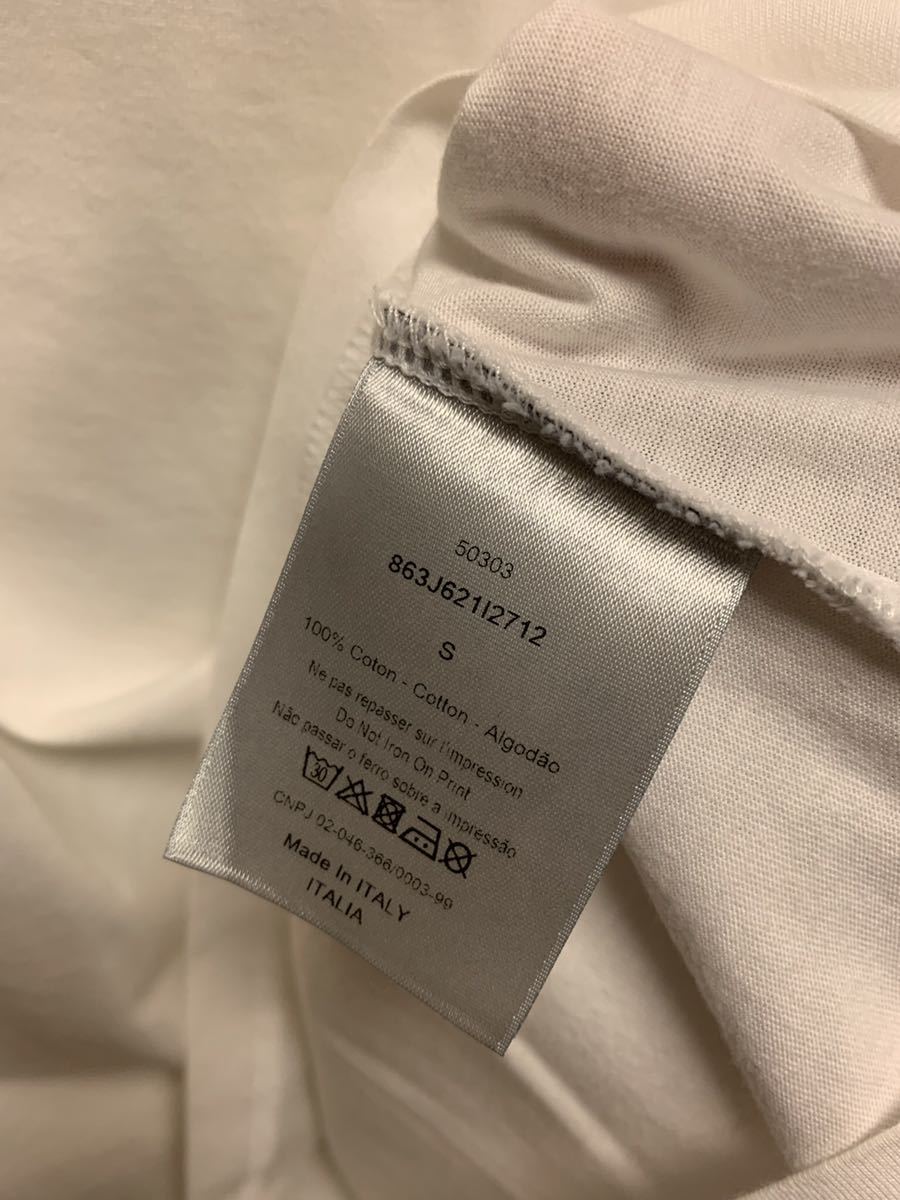 50303
863J621I2712
S
100% Coton - Cotton - Algodão
Ne pas repasser sur l'impression
Do Not Iron On Print
Não passar o ferro sobre a impressão
30
CNPJ 02-046-366/0003-99
Made In ITALY
ITALIA